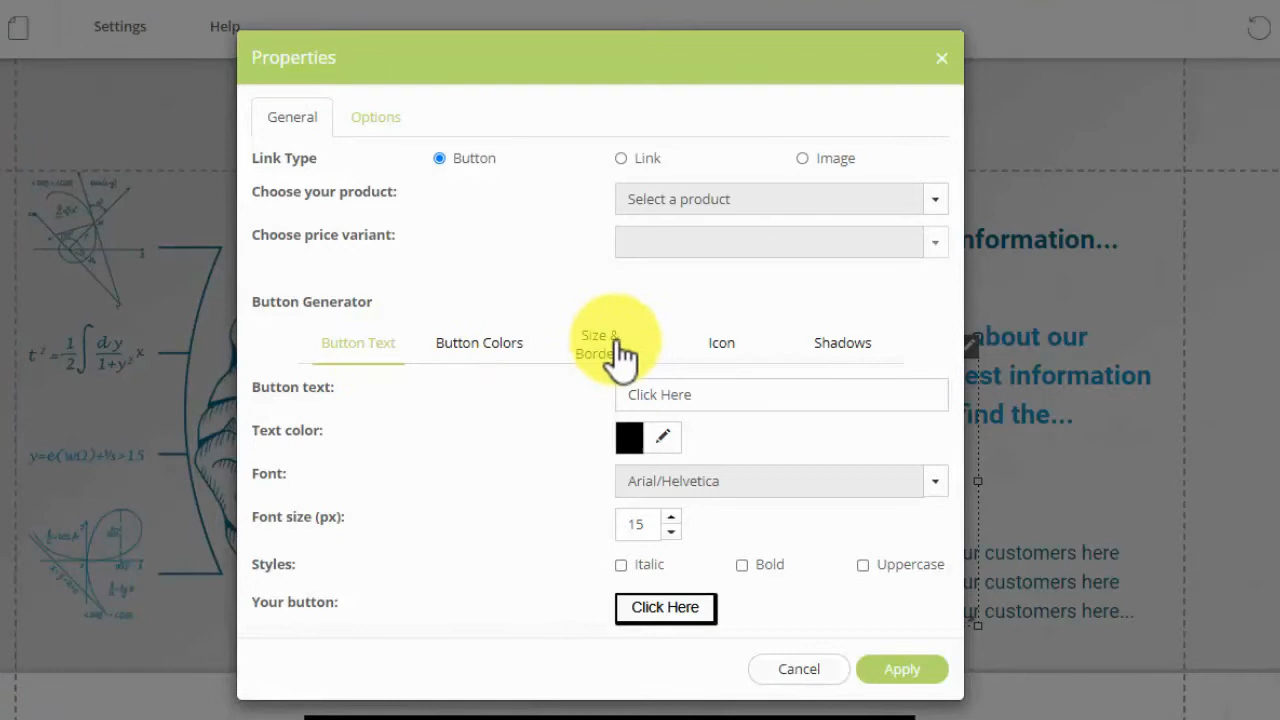 Settings
Help
Properties
×
General
Options
Link Type
Button
Link
Image
Choose your product:
Select a product
Choose price variant:
Button Generator
Button Text
Button Colors
Size &
Border
Icon
Shadows
Button text:
Click Here
Text color:
Font:
Arial/Helvetica
Font size (px):
15
Styles:
Italic
Bold
Uppercase
Your button:
Click Here
Cancel
Apply
nformation...
about our
est information
find the...
ur customers here
ur customers here
ur customers here...